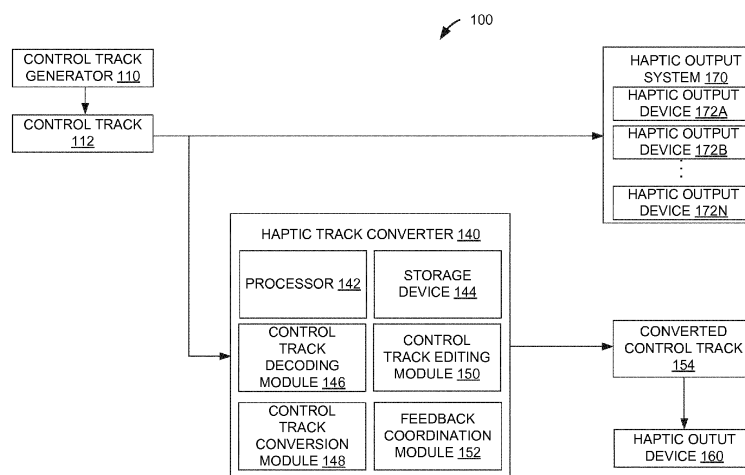 100
CONTROL TRACK
GENERATOR 110
CONTROL TRACK
112
HAPTIC OUTPUT
SYSTEM 170
HAPTIC OUTPUT
DEVICE 172A
HAPTIC OUTPUT
DEVICE 172B
HAPTIC OUTPUT
DEVICE 172N
HAPTIC TRACK CONVERTER 140
PROCESSOR 142
STORAGE
DEVICE 144
CONTROL
TRACK
DECODING
MODULE 146
CONTROL
TRACK EDITING
MODULE 150
CONTROL
TRACK
CONVERSION
MODULE 148
FEEDBACK
COORDINATION
MODULE 152
CONVERTED
CONTROL TRACK
154
HAPTIC OUTUT
DEVICE 160